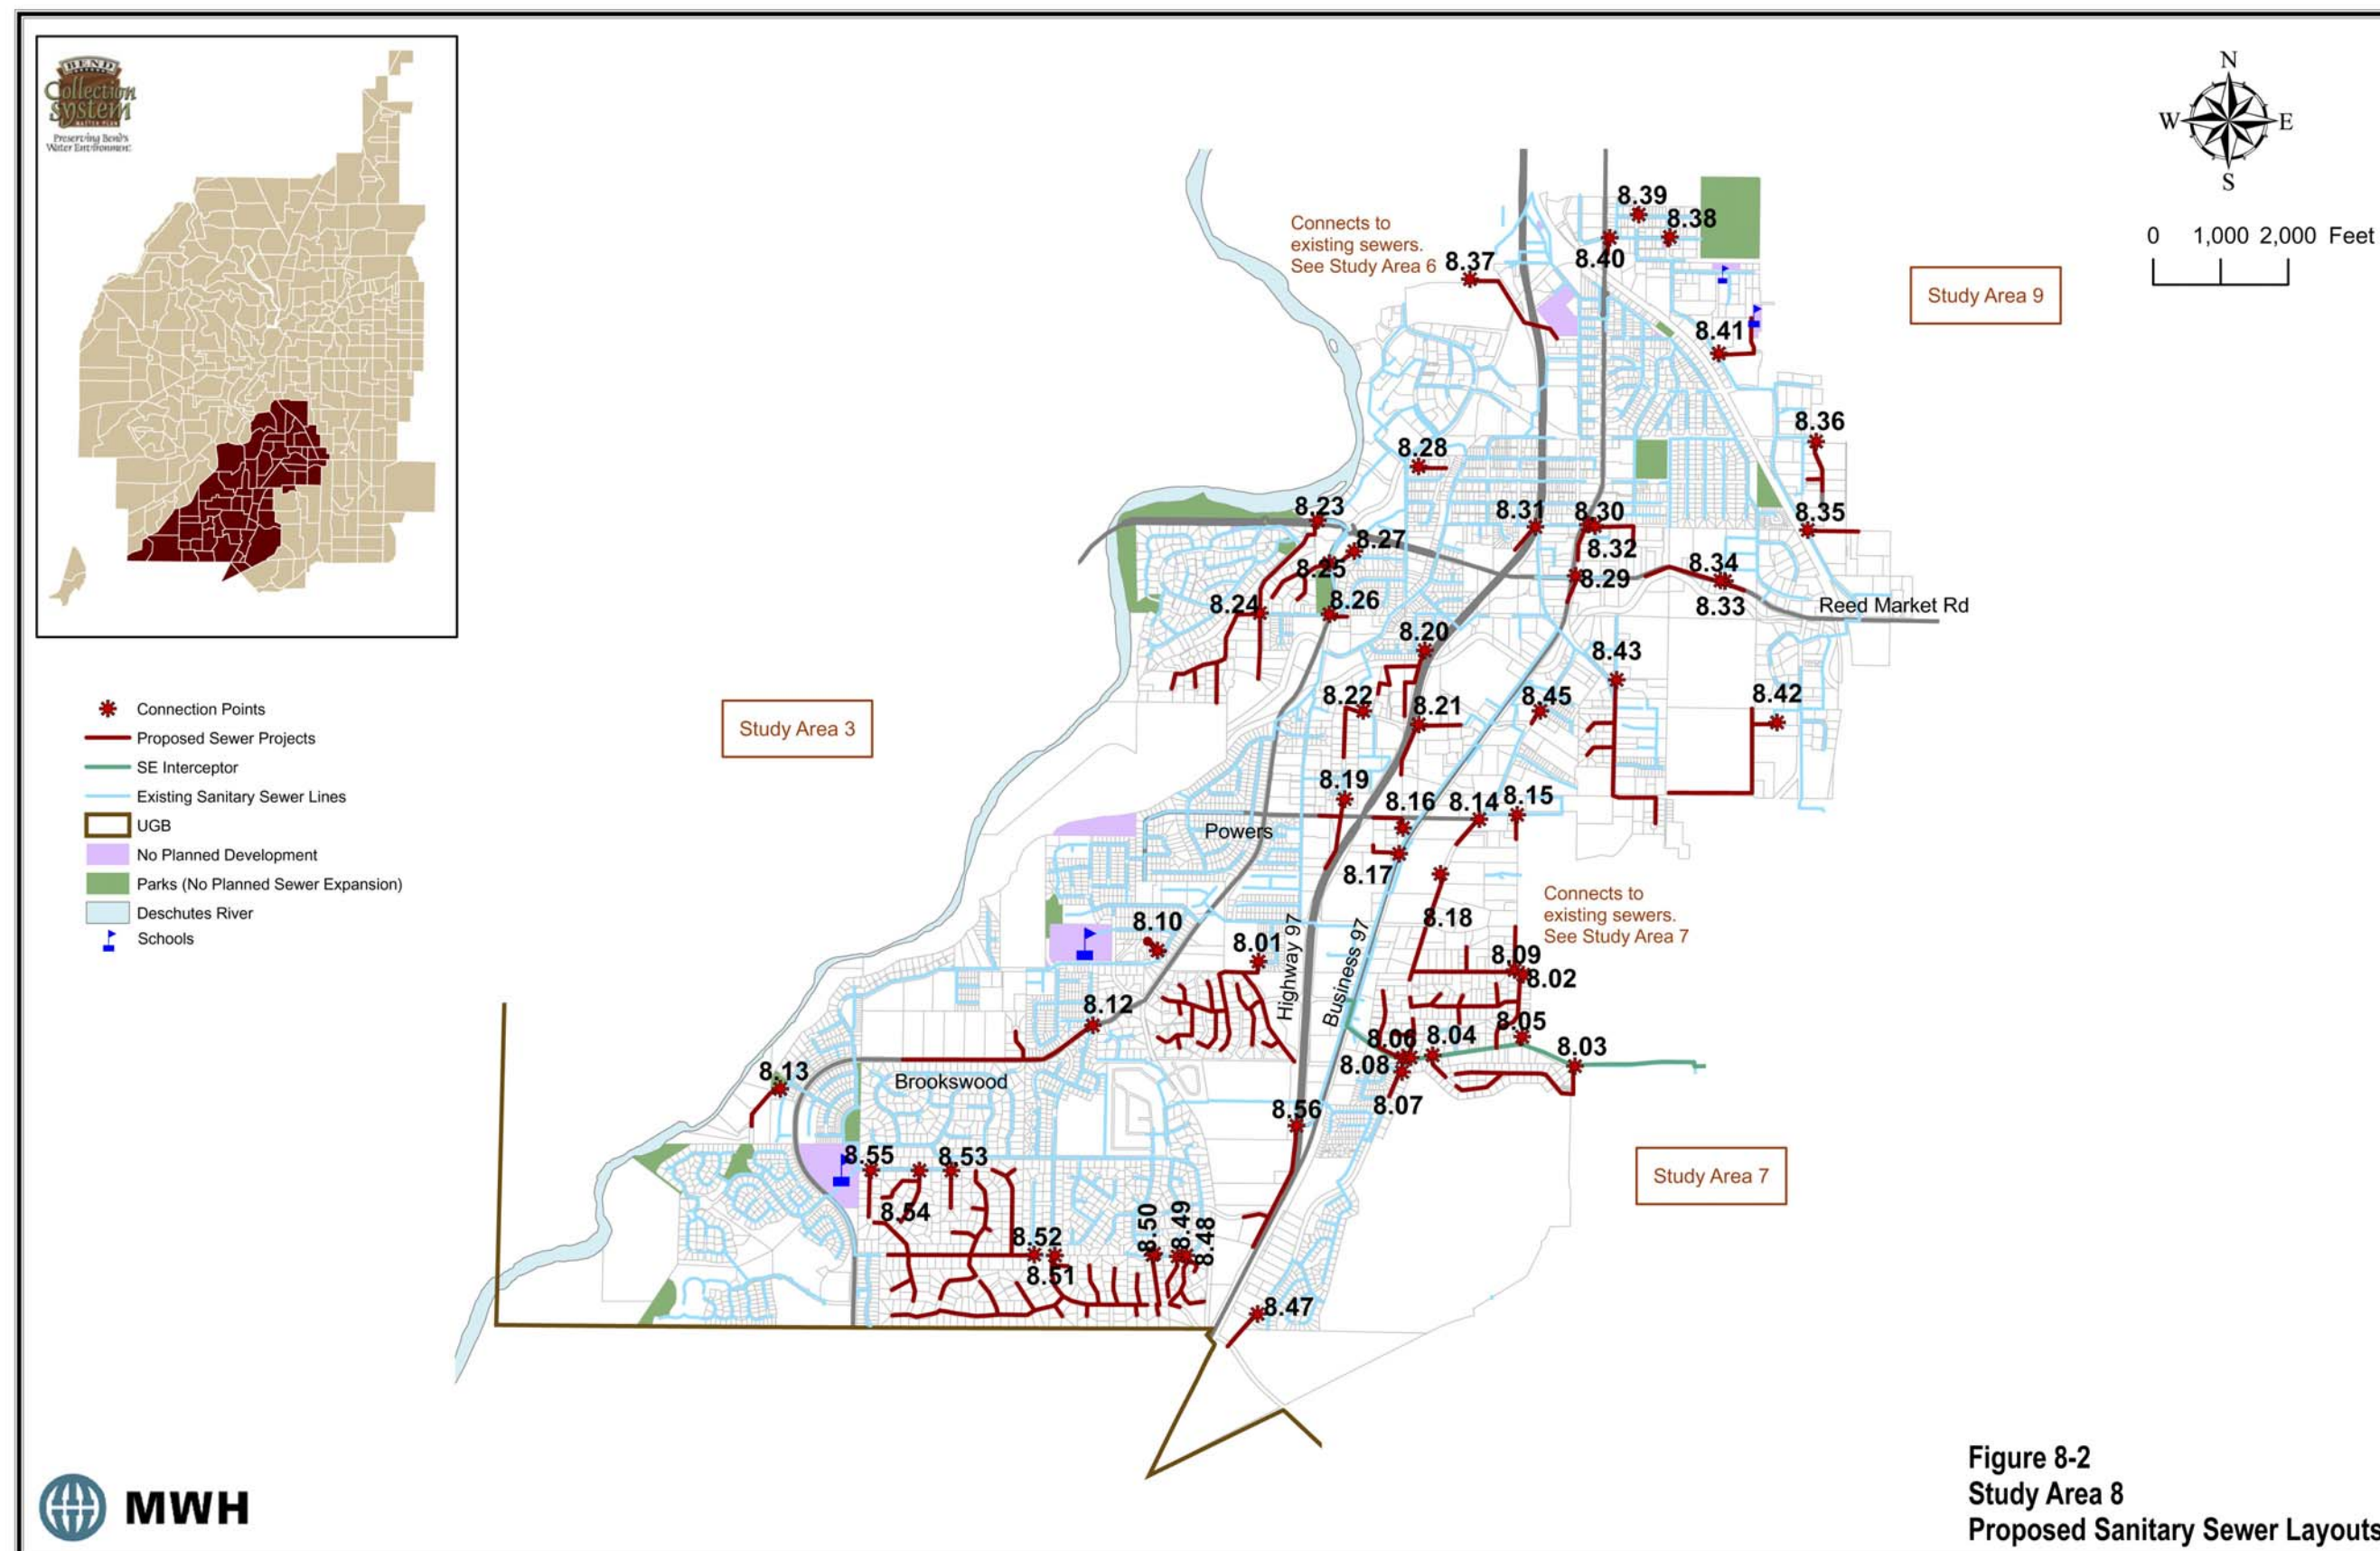 BEND
Collection
System
MASTER PLAN
Preserving Bend's
Water Environment
N
W E
S
0 1,000 2,000 Feet
Connects to
existing sewers.
See Study Area 6
8.39
8.38
8.40
8.37
Study Area 9
8.41
8.36
8.28
8.23
8.31
8.30
8.35
8.27
8.32
8.25
8.34
8.29
8.24
8.26
8.33
Reed Market Rd
8.20
8.43
8.22
8.21
8.45
8.42
Connection Points
Proposed Sewer Projects
SE Interceptor
Existing Sanitary Sewer Lines
UGB
No Planned Development
Parks (No Planned Sewer Expansion)
Deschutes River
Schools
Study Area 3
8.19
8.16
8.14
8.15
Powers
8.17
Connects to
existing sewers.
See Study Area 7
8.18
8.10
8.01
Highway 97
Business 97
8.09
8.02
8.12
8.05
8.06
8.04
8.03
8.08
8.13
Brookswood
8.07
8.56
8.55
8.53
Study Area 7
8.54
8.50
8.49
8.48
8.52
8.51
8.47
MWH
Figure 8-2
Study Area 8
Proposed Sanitary Sewer Layouts